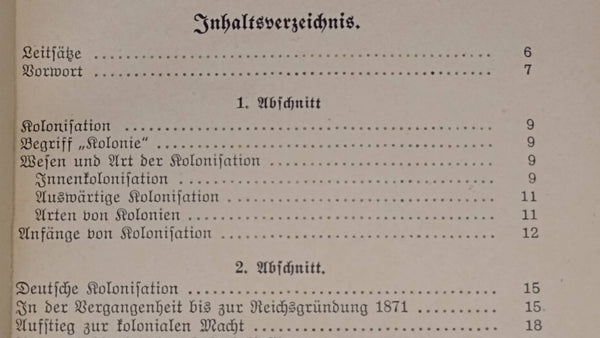 Inhaltsverzeichnis.
Leitsätze ........................................ 6
Vorwort ........................................ 7
1. Abschnitt
Kolonisation ........................................ 9
Begriff „Kolonie“ ........................................ 9
Wesen und Art der Kolonisation ........................ 9
Innenkolonisation ................................ 9
Auswärtige Kolonisation ........................ 11
Arten von Kolonien ............................ 11
Anfänge von Kolonisation ............................ 12
2. Abschnitt.
Deutsche Kolonisation ............................ 15
In der Vergangenheit bis zur Reichsgründung 1871 .......... 15
Aufstieg zur kolonialen Macht ........................ 18